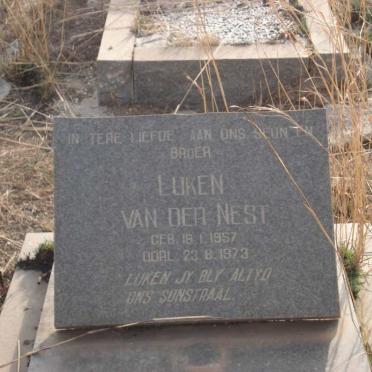 IN TERE LIEFDE AAN ONS SEUN EN
BROER
LUKEN
VAN DER NEST
GEB. 18.1.1957
OORL. 23.8.1973
LUKEN JY BLY ALTYD
ONS SONSTRAAL.